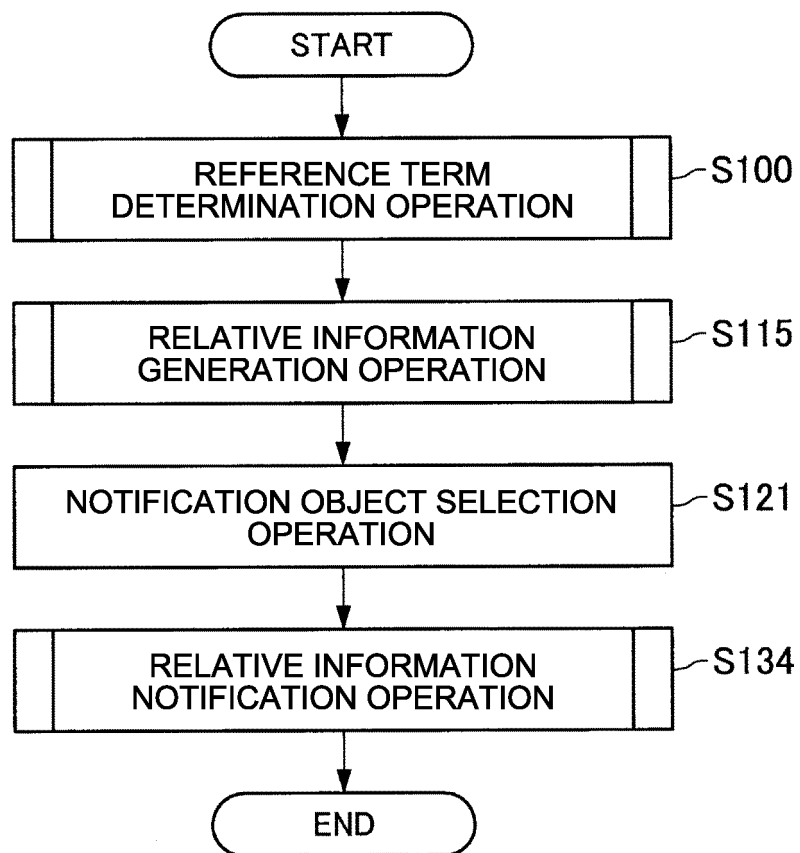 START
REFERENCE TERM
DETERMINATION OPERATION
S100
RELATIVE INFORMATION
GENERATION OPERATION
S115
NOTIFICATION OBJECT SELECTION
OPERATION
S121
RELATIVE INFORMATION
NOTIFICATION OPERATION
S134
END